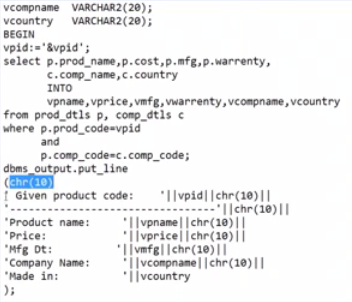 vcompname  VARCHAR2(20);
vcountry   VARCHAR2(20);
BEGIN
vpid:='&vpid';
select p.prod_name,p.cost,p.mfg,p.warrenty,
       c.comp_name,c.country
       INTO
       vpname,vprice,vmfg,vwarrenty,vcompname,vcountry
from prod_dtls p, comp_dtls c
where p.prod_code=vpid
      and
      p.comp_code=c.comp_code;
dbms_output.put_line
(chr(10)
' Given product code:    '||vpid||chr(10)||
'---------------------------------'||chr(10)||
'Product name:     '||vpname||chr(10)||
'Price:            '||vprice||chr(10)||
'Mfg Dt:          '||vmfg||chr(10)||
'Company Name:     '||vcompname||chr(10)||
'Made in:          '||vcountry
);